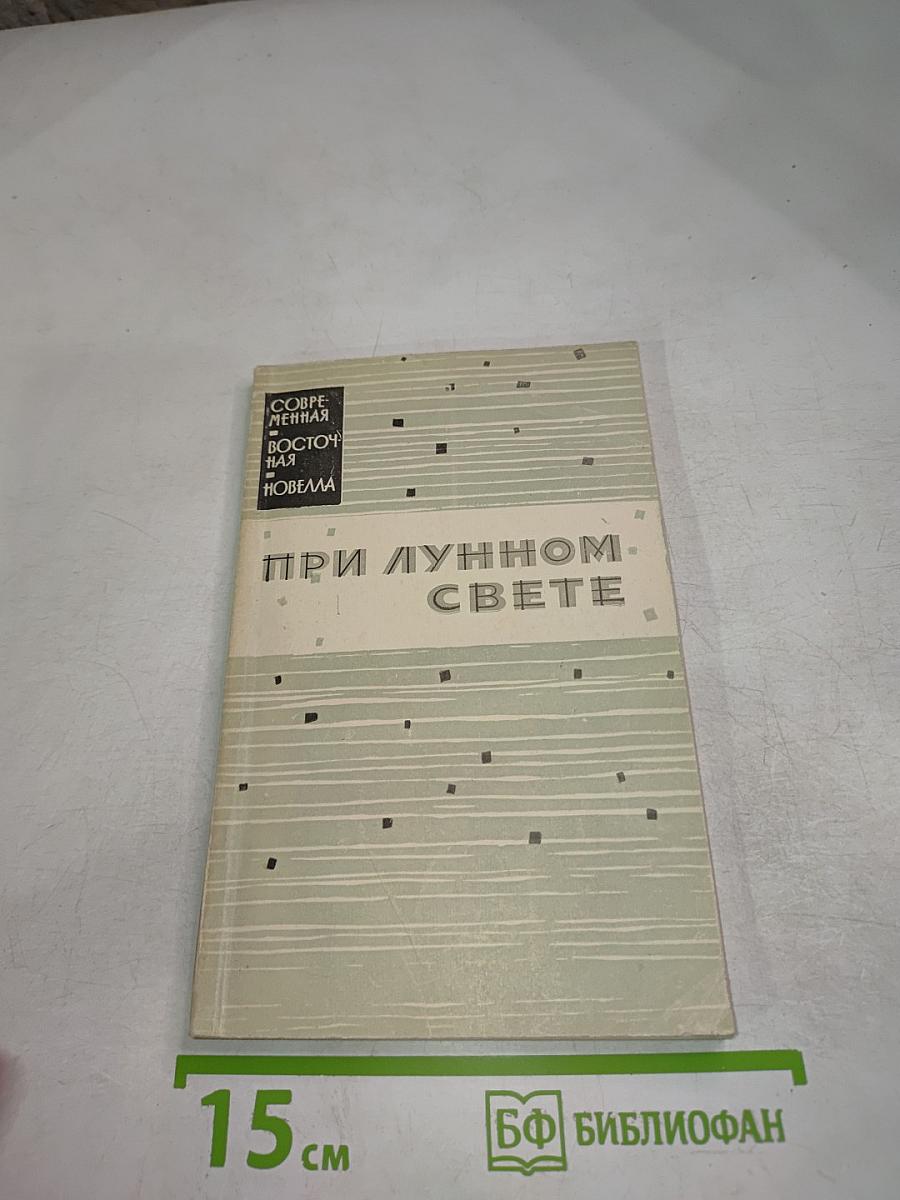 СОВРЕ-
МЕННАЯ
ВОСТОЧ-
НАЯ
НОВЕЛЛА
ПРИ ЛУННОМ
СВЕТЕ
15 см
БФ БИБЛИОФАН